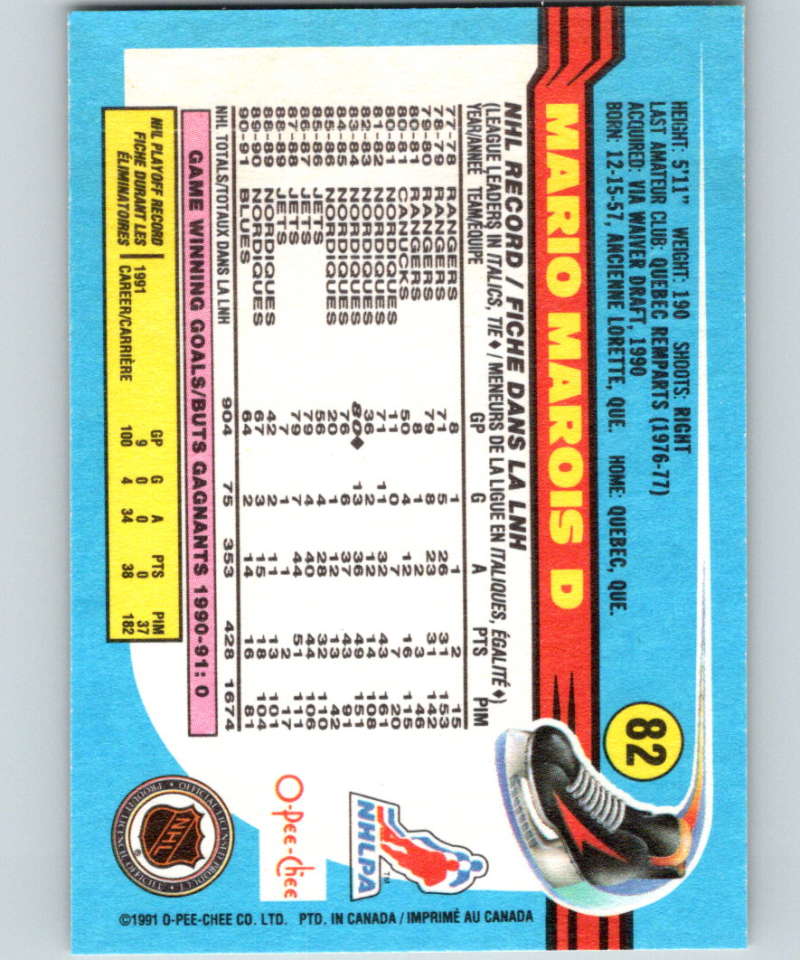 HEIGHT: 5'11" WEIGHT: 190 SHOOTS: RIGHT
LAST AMATEUR CLUB: QUEBEC REMPARTS (1976-77)
ACQUIRED: VIA WAIVER DRAFT, 1990
BORN: 12-15-57, ANCIENNE LORETTE, QUE. HOME: QUEBEC, QUE.
82
MARIO MAROIS D
NHL RECORD / FICHE DANS LA LNH
(LEAGUE LEADERS IN ITALICS, TIE ♦ / MENEURS DE LA LIGUE EN ITALIQUES, ÉGALITÉ ♦)
YEAR/ANNÉE TEAM/EQUIPE GP G A PTS PIM
77-78 RANGERS 8 1 1 2 15
78-79 RANGERS 71 5 26 31 153
79-80 RANGERS 79 8 23 31 142
80-81 RANGERS 8 1 2 3 46
80-81 CANUCKS 50 4 12 16 115
80-81 NORDIQUES 11 0 7 7 20
81-82 NORDIQUES 71 11 32 43 161
82-83 NORDIQUES 36 2 12 14 108
83-84 NORDIQUES 80♦ 13 36 49 151
84-85 NORDIQUES 76 6 37 43 91
85-86 NORDIQUES 20 1 12 13 42
85-86 JETS 56 4 28 32 110
86-87 JETS 79 4 40 44 106
87-88 JETS 79 7 44 51 111
88-89 JETS 7 1 1 2 17
88-89 NORDIQUES 42 2 11 13 101
89-90 NORDIQUES 67 3 15 18 104
90-91 BLUES 64 2 14 16 81
NHL TOTALS/TOTAUX DANS LA LNH 904 75 353 428 1674
GAME WINNING GOALS/BUTS GAGNANTS 1990-91: 0
NHL PLAYOFF RECORD
FICHE DURANT LES
ÉLIMINATOIRES
GP G A PTS PIM
1991 9 0 0 0 37
CAREER/CARRIÈRE 100 4 34 38 182
NHLPA
TM
O-Pee-Chee
OFFICIAL LICENSED PRODUCT
NHL
®
PRODUIT LICENCIÉ OFFICIEL
©1991 O-PEE-CHEE CO. LTD. PTD. IN CANADA / IMPRIMÉ AU CANADA